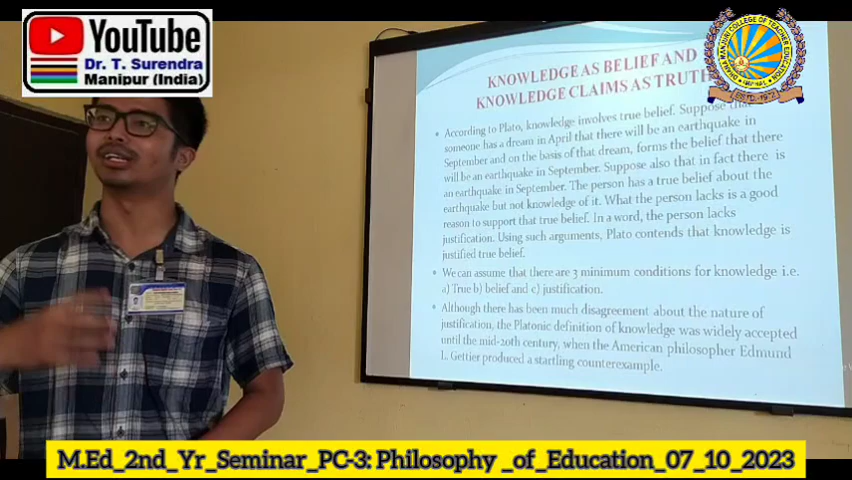 YouTube
Dr. T. Surendra
Manipur (India)
DHANAMANJURI COLLEGE OF TEACHER EDUCATION
ESTD.-1972
KNOWLEDGE AS BELIEF AND
KNOWLEDGE CLAIMS AS TRUTH
• According to Plato, knowledge involves true belief. Suppose that
someone has a dream in April that there will be an earthquake in
September and on the basis of that dream, forms the belief that there
will be an earthquake in September. Suppose also that in fact there is
an earthquake in September. The person has a true belief about the
earthquake but not knowledge of it. What the person lacks is a good
reason to support that true belief. In a word, the person lacks
justification. Using such arguments, Plato contends that knowledge is
justified true belief.
• We can assume that there are 3 minimum conditions for knowledge i.e.
a) True b) belief and c) justification.
• Although there has been much disagreement about the nature of
justification, the Platonic definition of knowledge was widely accepted
until the mid-20th century, when the American philosopher Edmund
L. Gettier produced a startling counterexample.
M.Ed_2nd_Yr_Seminar_PC-3: Philosophy _of_Education_07_10_2023